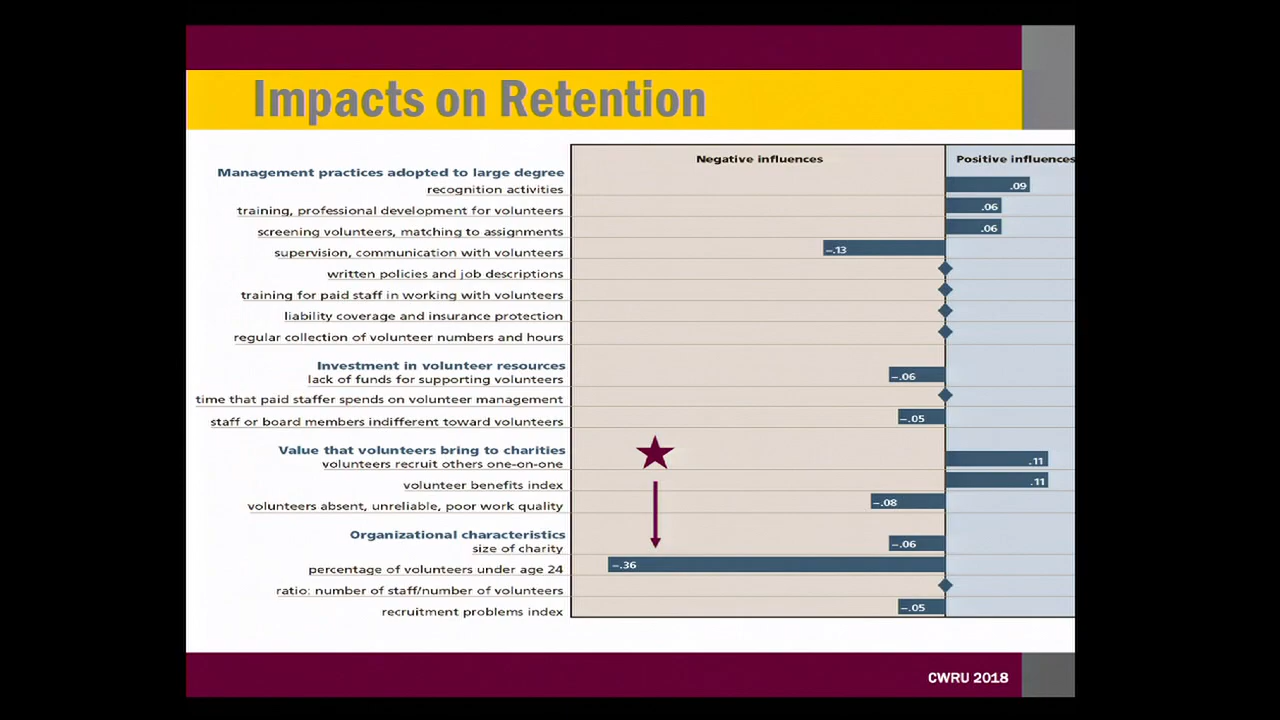 Impacts on Retention
Negative influences
Positive influences
Management practices adopted to large degree
recognition activities
.09
training, professional development for volunteers
.06
screening volunteers, matching to assignments
.06
supervision, communication with volunteers
–.13
written policies and job descriptions
training for paid staff in working with volunteers
liability coverage and insurance protection
regular collection of volunteer numbers and hours
Investment in volunteer resources
lack of funds for supporting volunteers
–.06
time that paid staffer spends on volunteer management
staff or board members indifferent toward volunteers
–.05
Value that volunteers bring to charities
volunteers recruit others one-on-one
.11
volunteer benefits index
.11
volunteers absent, unreliable, poor work quality
–.08
Organizational characteristics
size of charity
–.06
percentage of volunteers under age 24
–.36
ratio: number of staff/number of volunteers
recruitment problems index
–.05
CWRU 2018